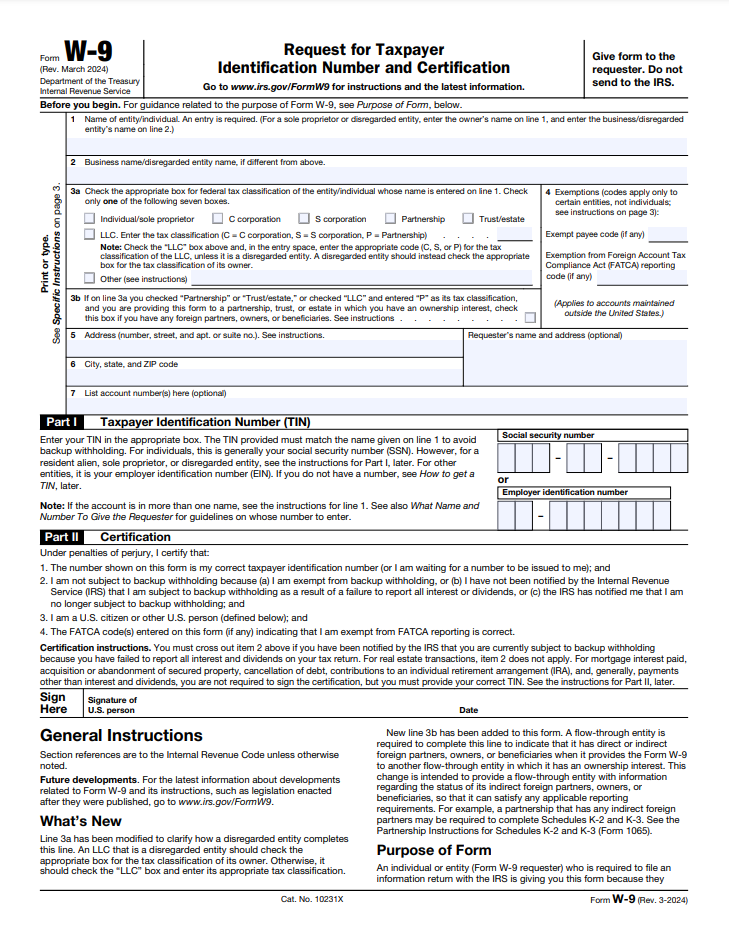 Form W-9
(Rev. March 2024)
Department of the Treasury
Internal Revenue Service
Request for Taxpayer
Identification Number and Certification
Go to www.irs.gov/FormW9 for instructions and the latest information.
Give form to the
requester. Do not
send to the IRS.
Before you begin. For guidance related to the purpose of Form W-9, see Purpose of Form, below.
Print or type.
See Specific Instructions on page 3.
1 Name of entity/individual. An entry is required. (For a sole proprietor or disregarded entity, enter the owner's name on line 1, and enter the business/disregarded
entity's name on line 2.)
2 Business name/disregarded entity name, if different from above.
3a Check the appropriate box for federal tax classification of the entity/individual whose name is entered on line 1. Check
only one of the following seven boxes.
Individual/sole proprietor C corporation S corporation Partnership Trust/estate
LLC. Enter the tax classification (C = C corporation, S = S corporation, P = Partnership) . . . .
Note: Check the "LLC" box above and, in the entry space, enter the appropriate code (C, S, or P) for the tax
classification of the LLC, unless it is a disregarded entity. A disregarded entity should instead check the appropriate
box for the tax classification of its owner.
Other (see instructions)
3b If on line 3a you checked "Partnership" or "Trust/estate," or checked "LLC" and entered "P" as its tax classification,
and you are providing this form to a partnership, trust, or estate in which you have an ownership interest, check
this box if you have any foreign partners, owners, or beneficiaries. See instructions . . . . . . . . .
4 Exemptions (codes apply only to
certain entities, not individuals;
see instructions on page 3):
Exempt payee code (if any)
Exemption from Foreign Account Tax
Compliance Act (FATCA) reporting
code (if any)
(Applies to accounts maintained
outside the United States.)
5 Address (number, street, and apt. or suite no.). See instructions.
Requester's name and address (optional)
6 City, state, and ZIP code
7 List account number(s) here (optional)
Part I Taxpayer Identification Number (TIN)
Enter your TIN in the appropriate box. The TIN provided must match the name given on line 1 to avoid
backup withholding. For individuals, this is generally your social security number (SSN). However, for a
resident alien, sole proprietor, or disregarded entity, see the instructions for Part I, later. For other
entities, it is your employer identification number (EIN). If you do not have a number, see How to get a
TIN, later.
Note: If the account is in more than one name, see the instructions for line 1. See also What Name and
Number To Give the Requester for guidelines on whose number to enter.
Social security number
– –
or
Employer identification number
–
Part II Certification
Under penalties of perjury, I certify that:
1. The number shown on this form is my correct taxpayer identification number (or I am waiting for a number to be issued to me); and
2. I am not subject to backup withholding because (a) I am exempt from backup withholding, or (b) I have not been notified by the Internal Revenue
Service (IRS) that I am subject to backup withholding as a result of a failure to report all interest or dividends, or (c) the IRS has notified me that I am
no longer subject to backup withholding; and
3. I am a U.S. citizen or other U.S. person (defined below); and
4. The FATCA code(s) entered on this form (if any) indicating that I am exempt from FATCA reporting is correct.
Certification instructions. You must cross out item 2 above if you have been notified by the IRS that you are currently subject to backup withholding
because you have failed to report all interest and dividends on your tax return. For real estate transactions, item 2 does not apply. For mortgage interest paid,
acquisition or abandonment of secured property, cancellation of debt, contributions to an individual retirement arrangement (IRA), and, generally, payments
other than interest and dividends, you are not required to sign the certification, but you must provide your correct TIN. See the instructions for Part II, later.
Sign
Here
Signature of
U.S. person
Date
General Instructions
Section references are to the Internal Revenue Code unless otherwise
noted.
Future developments. For the latest information about developments
related to Form W-9 and its instructions, such as legislation enacted
after they were published, go to www.irs.gov/FormW9.
What's New
Line 3a has been modified to clarify how a disregarded entity completes
this line. An LLC that is a disregarded entity should check the
appropriate box for the tax classification of its owner. Otherwise, it
should check the "LLC" box and enter its appropriate tax classification.
New line 3b has been added to this form. A flow-through entity is
required to complete this line to indicate that it has direct or indirect
foreign partners, owners, or beneficiaries when it provides the Form W-9
to another flow-through entity in which it has an ownership interest. This
change is intended to provide a flow-through entity with information
regarding the status of its indirect foreign partners, owners, or
beneficiaries, so that it can satisfy any applicable reporting
requirements. For example, a partnership that has any indirect foreign
partners may be required to complete Schedules K-2 and K-3. See the
Partnership Instructions for Schedules K-2 and K-3 (Form 1065).
Purpose of Form
An individual or entity (Form W-9 requester) who is required to file an
information return with the IRS is giving you this form because they
Cat. No. 10231X
Form W-9 (Rev. 3-2024)